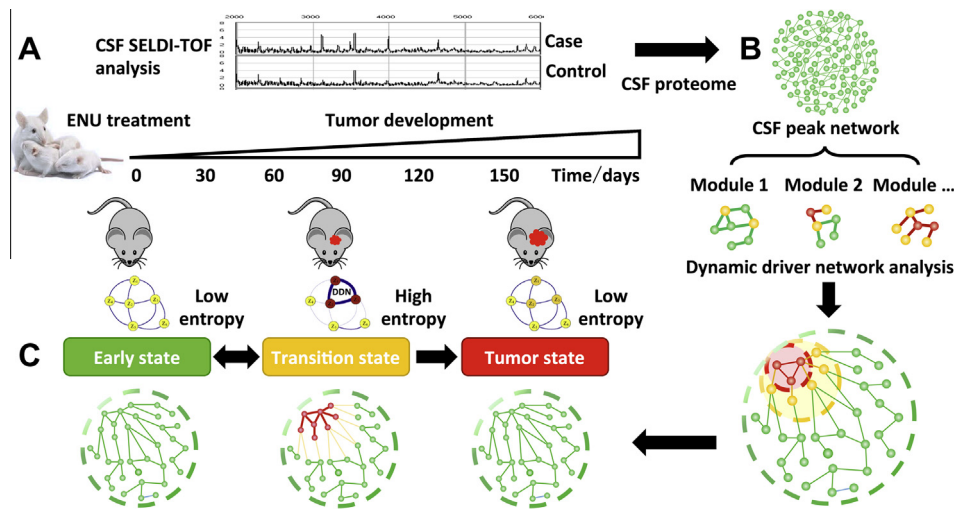 A
CSF SELDI-TOF
analysis
2000 3000 4000 5000
Case
Control
CSF proteome
B
CSF peak network
ENU treatment
Tumor development
0 30 60 90 120 150 Time/days
Module 1 Module 2 Module ...
Dynamic driver network analysis
DDN
Low
entropy
High
entropy
Low
entropy
C
Early state
Transition state
Tumor state